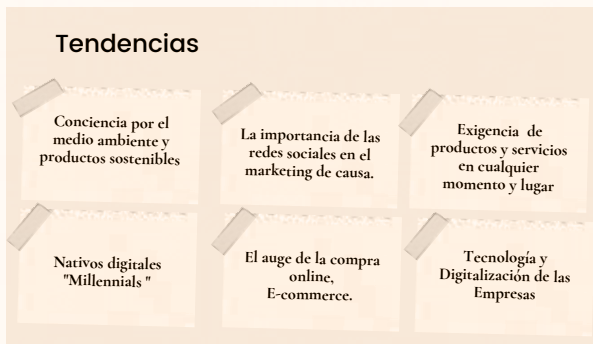 Tendencias
Conciencia por el
medio ambiente y
productos sostenibles
La importancia de las
redes sociales en el
marketing de causa.
Exigencia de
productos y servicios
en cualquier
momento y lugar
Nativos digitales
"Millennials "
El auge de la compra
online,
E-commerce.
Tecnología y
Digitalización de las
Empresas